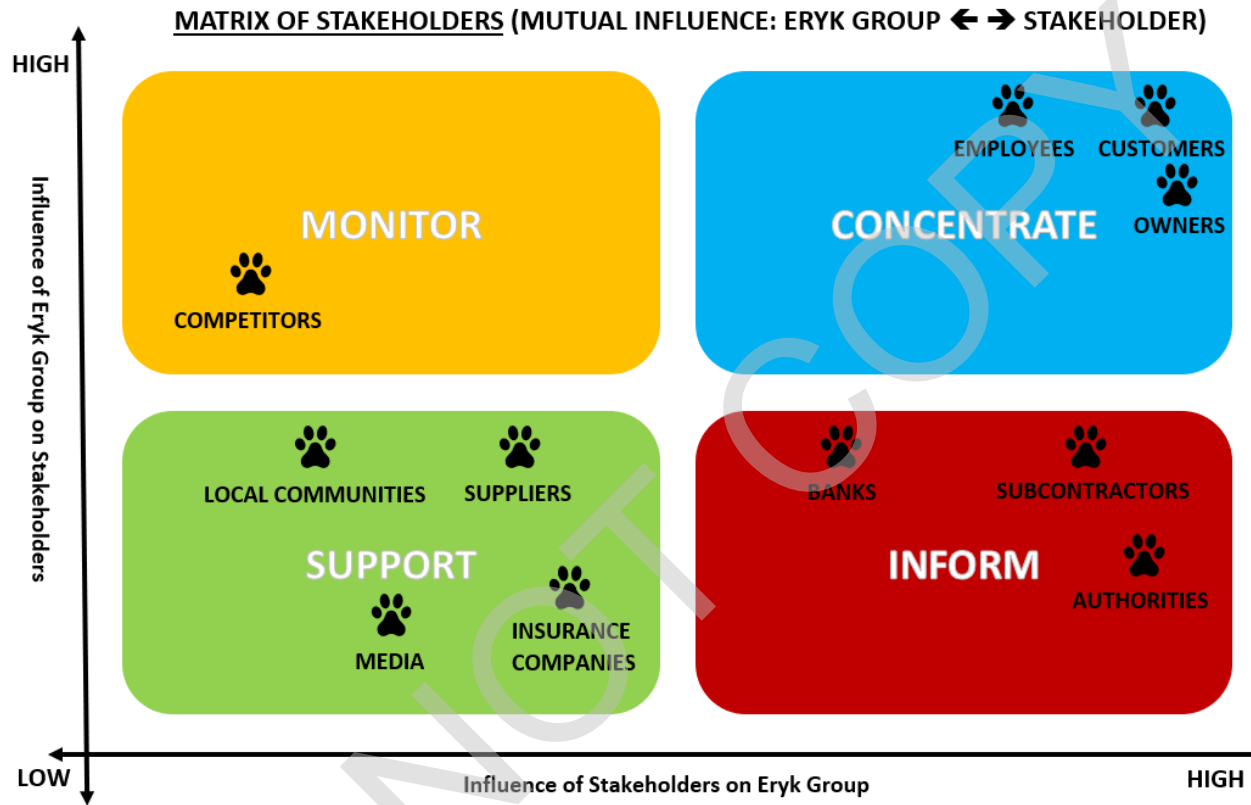 MATRIX OF STAKEHOLDERS (MUTUAL INFLUENCE: ERYK GROUP ← → STAKEHOLDER)
HIGH
Influence of Eryk Group on Stakeholders
MONITOR
COMPETITORS
EMPLOYEES
CUSTOMERS
OWNERS
CONCENTRATE
LOCAL COMMUNITIES
SUPPLIERS
SUPPORT
MEDIA
INSURANCE
COMPANIES
BANKS
SUBCONTRACTORS
INFORM
AUTHORITIES
LOW
Influence of Stakeholders on Eryk Group
HIGH
NOT COPY